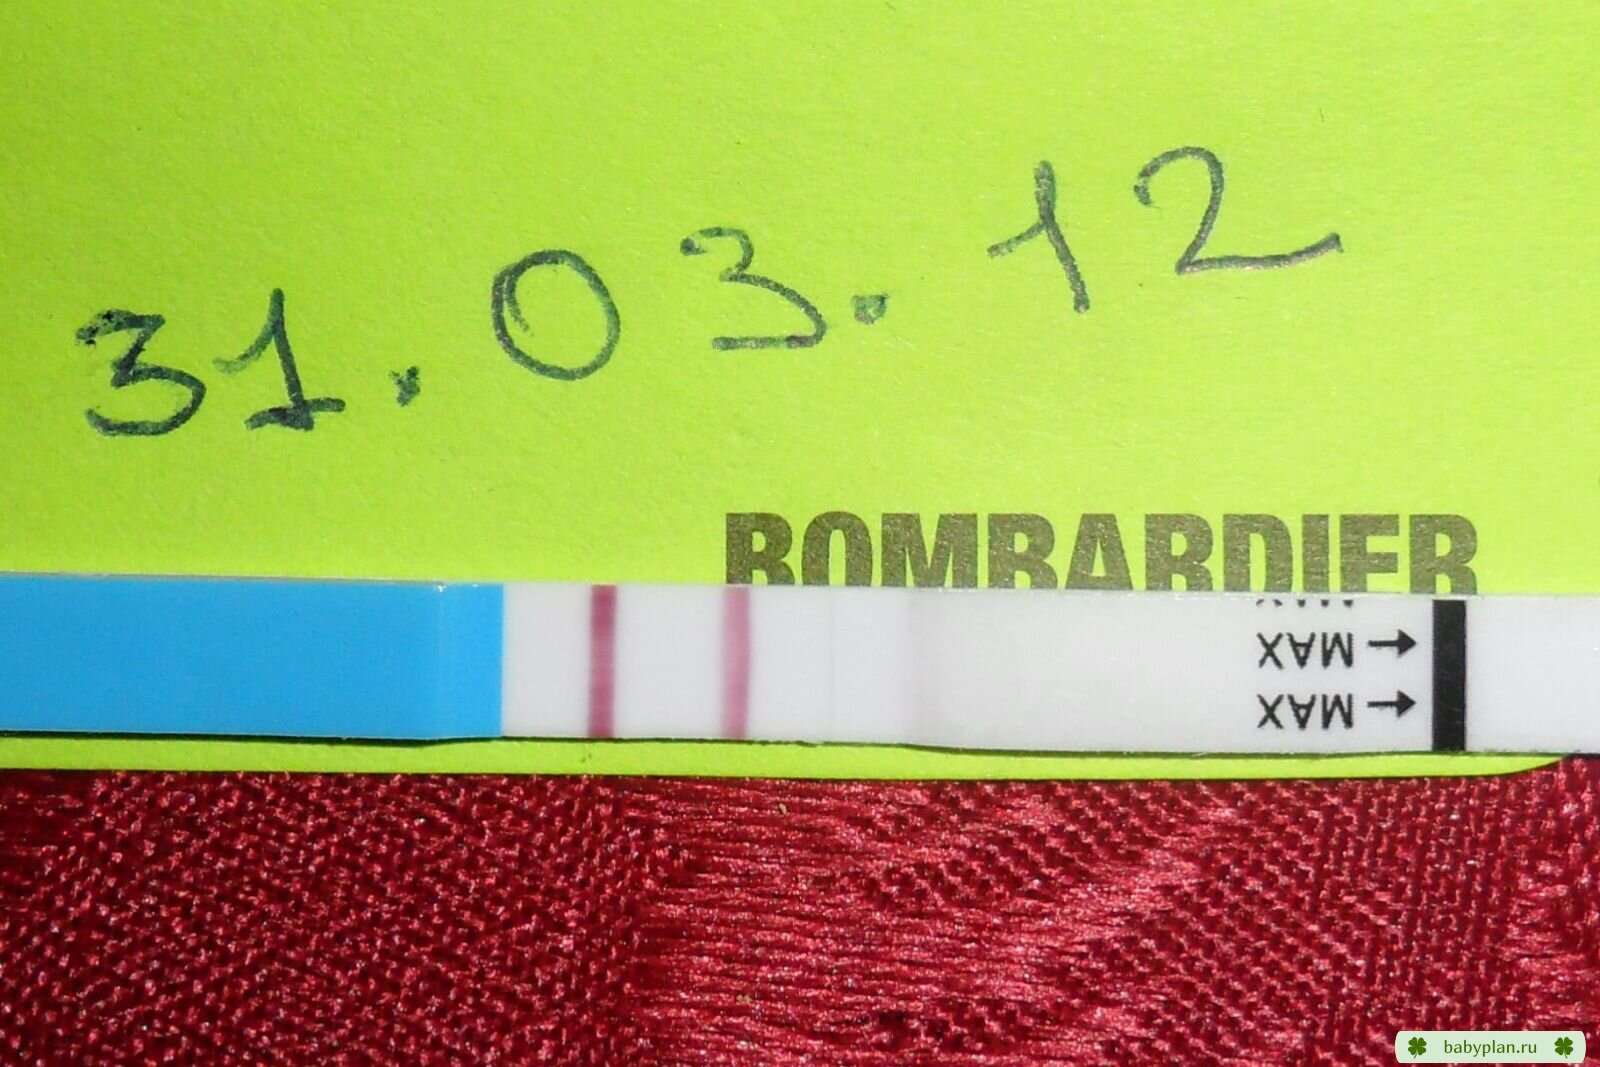 31.03.12
BOMBARDIER
MAX
MAX
babyplan.ru